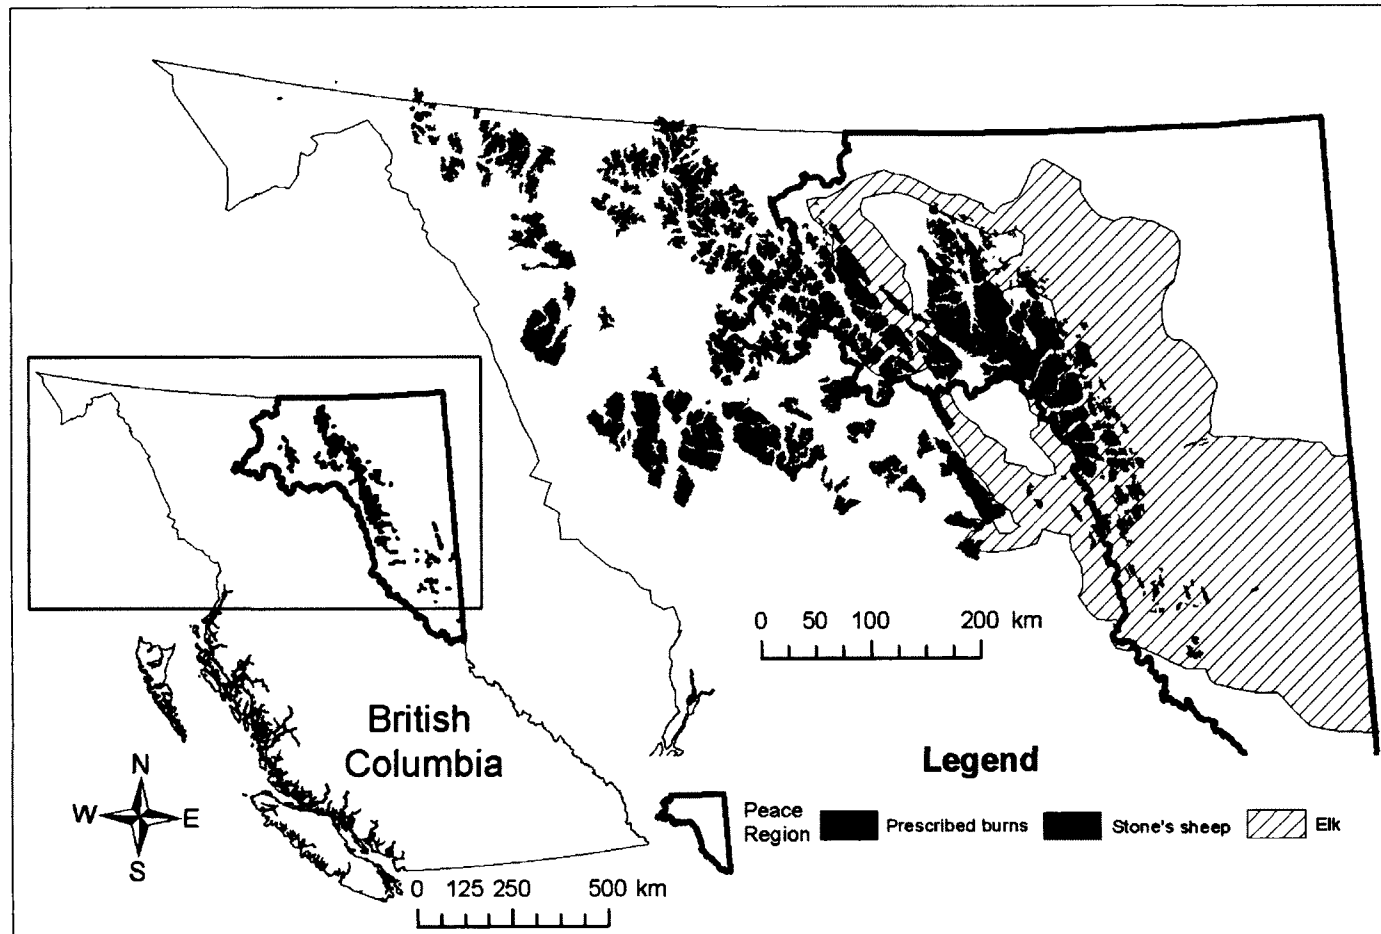 0 50 100 200 km
British
Columbia
N
W E
S
Legend
Peace
Region
Prescribed burns
Stone's sheep
Elk
0 125 250 500 km